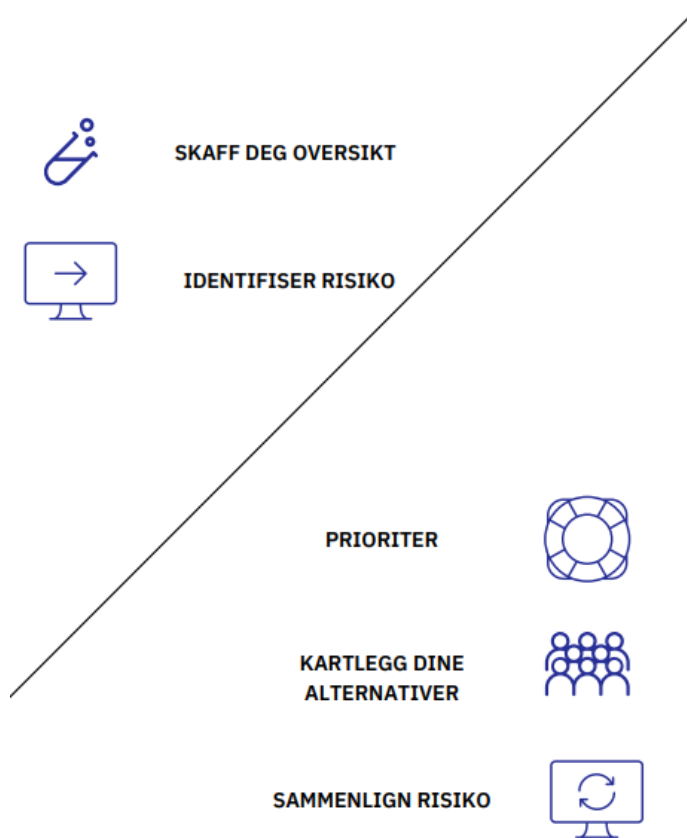 SKAFF DEG OVERSIKT
IDENTIFISER RISIKO
PRIORITER
KARTLEGG DINE
ALTERNATIVER
SAMMENLIGN RISIKO